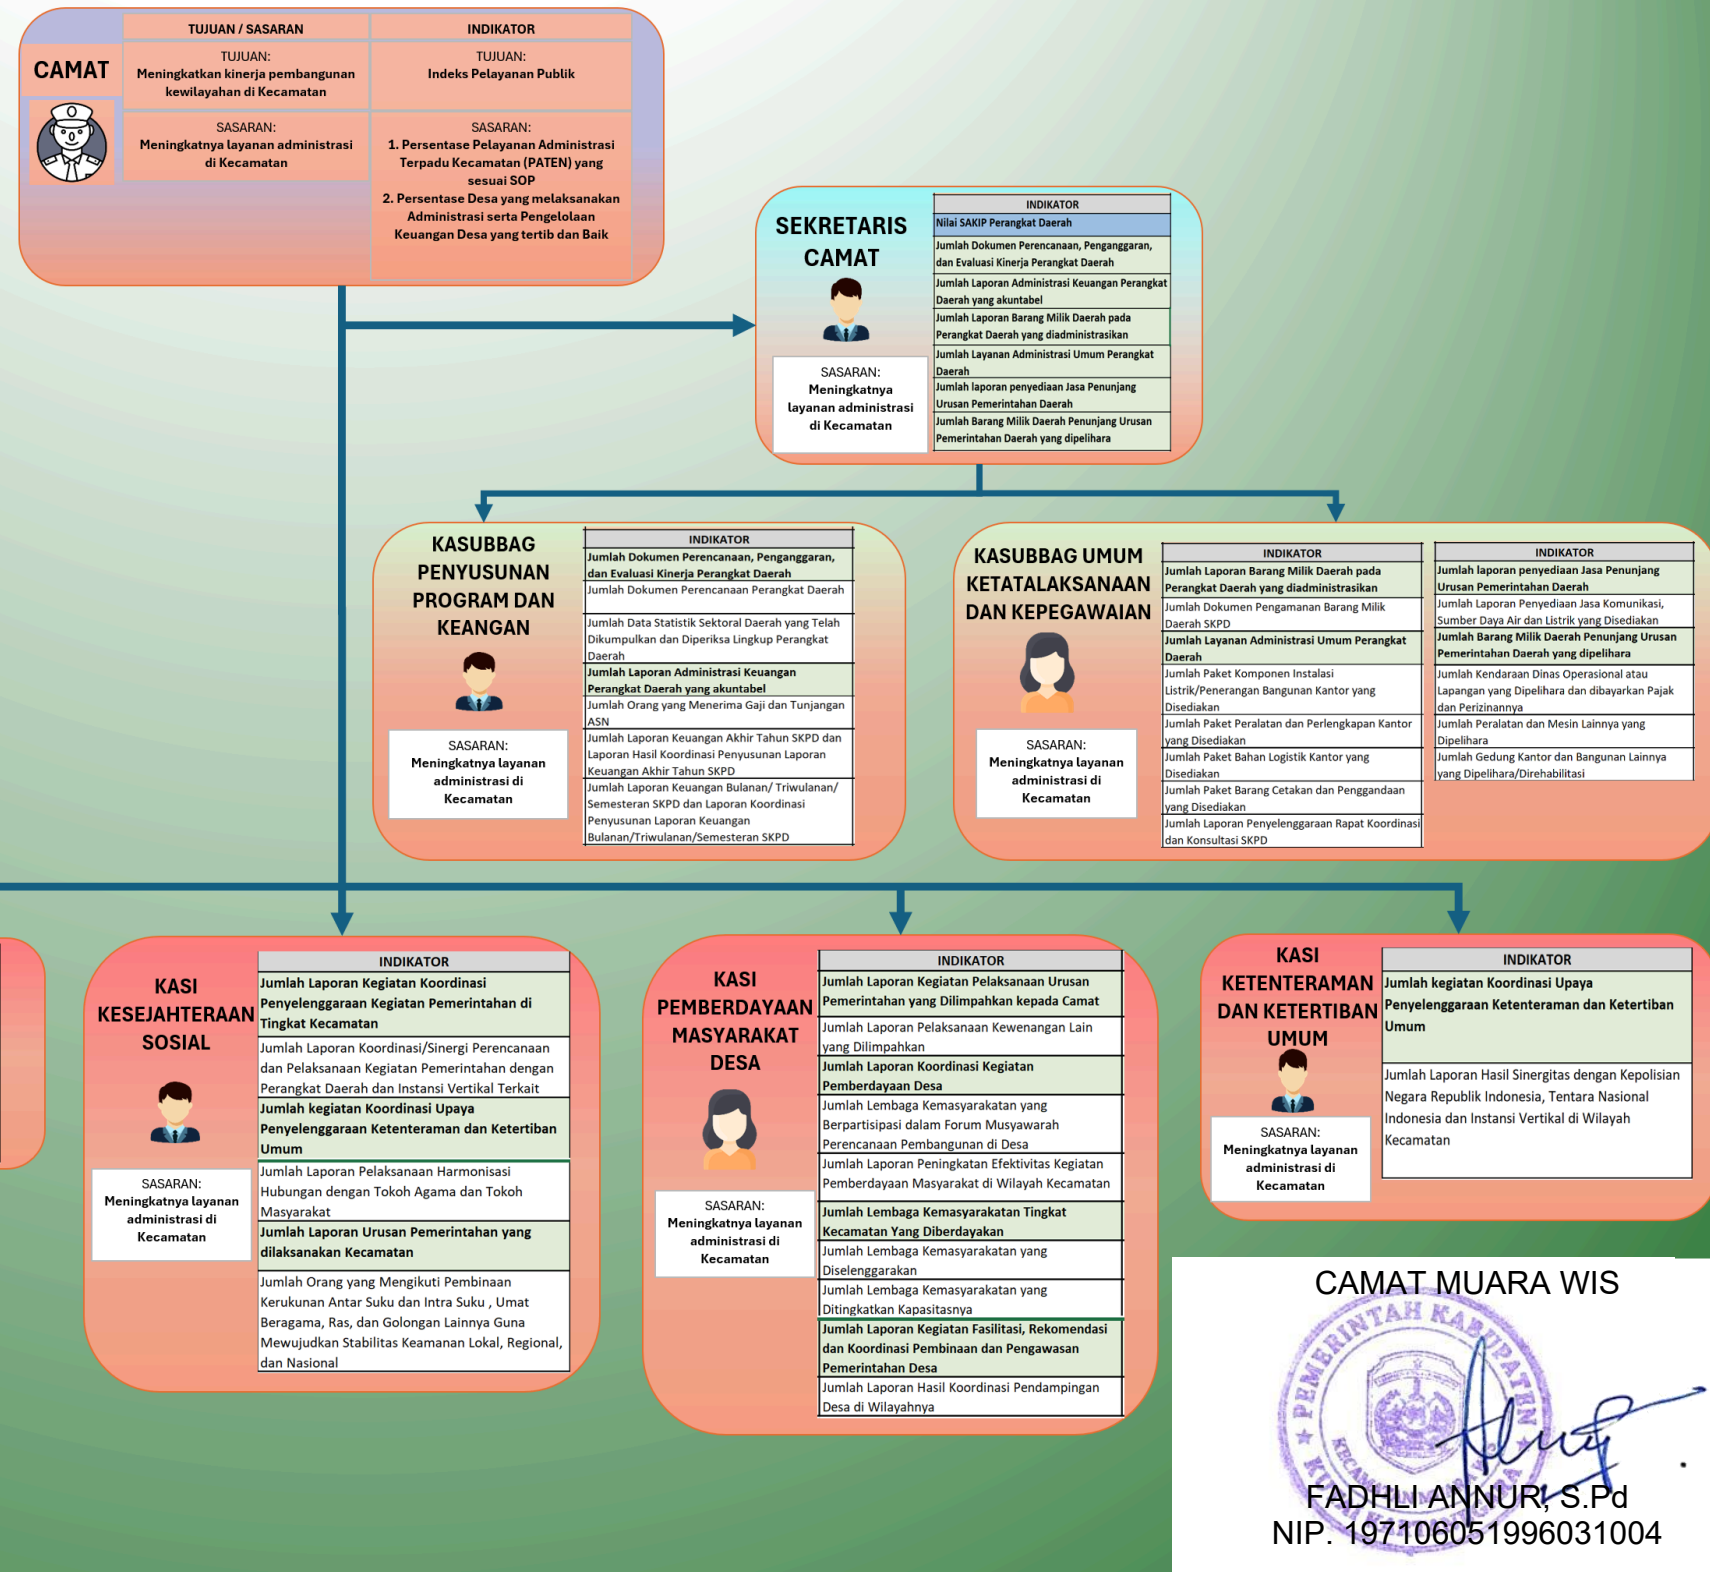 TUJUAN / SASARAN
INDIKATOR
CAMAT
TUJUAN:
Meningkatkan kinerja pembangunan
kewilayahan di Kecamatan
TUJUAN:
Indeks Pelayanan Publik
SASARAN:
Meningkatnya layanan administrasi
di Kecamatan
SASARAN:
1. Persentase Pelayanan Administrasi
Terpadu Kecamatan (PATEN) yang
sesuai SOP
2. Persentase Desa yang melaksanakan
Administrasi serta Pengelolaan
Keuangan Desa yang tertib dan Baik
SEKRETARIS
CAMAT
SASARAN:
Meningkatnya
layanan administrasi
di Kecamatan
INDIKATOR
Nilai SAKIP Perangkat Daerah
Jumlah Dokumen Perencanaan, Penganggaran,
dan Evaluasi Kinerja Perangkat Daerah
Jumlah Laporan Administrasi Keuangan Perangkat
Daerah yang akuntabel
Jumlah Laporan Barang Milik Daerah pada
Perangkat Daerah yang diadministrasikan
Jumlah Layanan Administrasi Umum Perangkat
Daerah
Jumlah laporan penyediaan Jasa Penunjang
Urusan Pemerintahan Daerah
Jumlah Barang Milik Daerah Penunjang Urusan
Pemerintahan Daerah yang dipelihara
KASUBBAG
PENYUSUNAN
PROGRAM DAN
KEANGAN
SASARAN:
Meningkatnya layanan
administrasi di
Kecamatan
INDIKATOR
Jumlah Dokumen Perencanaan, Penganggaran,
dan Evaluasi Kinerja Perangkat Daerah
Jumlah Dokumen Perencanaan Perangkat Daerah
Jumlah Data Statistik Sektoral Daerah yang Telah
Dikumpulkan dan Diperiksa Lingkup Perangkat
Daerah
Jumlah Laporan Administrasi Keuangan
Perangkat Daerah yang akuntabel
Jumlah Orang yang Menerima Gaji dan Tunjangan
ASN
Jumlah Laporan Keuangan Akhir Tahun SKPD dan
Laporan Hasil Koordinasi Penyusunan Laporan
Keuangan Akhir Tahun SKPD
Jumlah Laporan Keuangan Bulanan/ Triwulanan/
Semesteran SKPD dan Laporan Koordinasi
Penyusunan Laporan Keuangan
Bulanan/Triwulanan/Semesteran SKPD
KASUBBAG UMUM
KETATALAKSANAAN
DAN KEPEGAWAIAN
SASARAN:
Meningkatnya layanan
administrasi di
Kecamatan
INDIKATOR
Jumlah Laporan Barang Milik Daerah pada
Perangkat Daerah yang diadministrasikan
Jumlah Dokumen Pengamanan Barang Milik
Daerah SKPD
Jumlah Layanan Administrasi Umum Perangkat
Daerah
Jumlah Paket Komponen Instalasi
Listrik/Penerangan Bangunan Kantor yang
Disediakan
Jumlah Paket Peralatan dan Perlengkapan Kantor
yang Disediakan
Jumlah Paket Bahan Logistik Kantor yang
Disediakan
Jumlah Paket Barang Cetakan dan Penggandaan
yang Disediakan
Jumlah Laporan Penyelenggaraan Rapat Koordinasi
dan Konsultasi SKPD
INDIKATOR
Jumlah laporan penyediaan Jasa Penunjang
Urusan Pemerintahan Daerah
Jumlah Laporan Penyediaan Jasa Komunikasi,
Sumber Daya Air dan Listrik yang Disediakan
Jumlah Barang Milik Daerah Penunjang Urusan
Pemerintahan Daerah yang dipelihara
Jumlah Kendaraan Dinas Operasional atau
Lapangan yang Dipelihara dan dibayarkan Pajak
dan Perizinannya
Jumlah Peralatan dan Mesin Lainnya yang
Dipelihara
Jumlah Gedung Kantor dan Bangunan Lainnya
yang Dipelihara/Direhabilitasi
KASI
KESEJAHTERAAN
SOSIAL
SASARAN:
Meningkatnya layanan
administrasi di
Kecamatan
INDIKATOR
Jumlah Laporan Kegiatan Koordinasi
Penyelenggaraan Kegiatan Pemerintahan di
Tingkat Kecamatan
Jumlah Laporan Koordinasi/Sinergi Perencanaan
dan Pelaksanaan Kegiatan Pemerintahan dengan
Perangkat Daerah dan Instansi Vertikal Terkait
Jumlah kegiatan Koordinasi Upaya
Penyelenggaraan Ketenteraman dan Ketertiban
Umum
Jumlah Laporan Pelaksanaan Harmonisasi
Hubungan dengan Tokoh Agama dan Tokoh
Masyarakat
Jumlah Laporan Urusan Pemerintahan yang
dilaksanakan Kecamatan
Jumlah Orang yang Mengikuti Pembinaan
Kerukunan Antar Suku dan Intra Suku , Umat
Beragama, Ras, dan Golongan Lainnya Guna
Mewujudkan Stabilitas Keamanan Lokal, Regional,
dan Nasional
KASI
PEMBERDAYAAN
MASYARAKAT
DESA
SASARAN:
Meningkatnya layanan
administrasi di
Kecamatan
INDIKATOR
Jumlah Laporan Kegiatan Pelaksanaan Urusan
Pemerintahan yang Dilimpahkan kepada Camat
Jumlah Laporan Pelaksanaan Kewenangan Lain
yang Dilimpahkan
Jumlah Laporan Koordinasi Kegiatan
Pemberdayaan Desa
Jumlah Lembaga Kemasyarakatan yang
Berpartisipasi dalam Forum Musyawarah
Perencanaan Pembangunan di Desa
Jumlah Laporan Peningkatan Efektivitas Kegiatan
Pemberdayaan Masyarakat di Wilayah Kecamatan
Jumlah Lembaga Kemasyarakatan Tingkat
Kecamatan Yang Diberdayakan
Jumlah Lembaga Kemasyarakatan yang
Diselenggarakan
Jumlah Lembaga Kemasyarakatan yang
Ditingkatkan Kapasitasnya
Jumlah Laporan Kegiatan Fasilitasi, Rekomendasi
dan Koordinasi Pembinaan dan Pengawasan
Pemerintahan Desa
Jumlah Laporan Hasil Koordinasi Pendampingan
Desa di Wilayahnya
KASI
KETENTERAMAN
DAN KETERTIBAN
UMUM
SASARAN:
Meningkatnya layanan
administrasi di
Kecamatan
INDIKATOR
Jumlah kegiatan Koordinasi Upaya
Penyelenggaraan Ketenteraman dan Ketertiban
Umum
Jumlah Laporan Hasil Sinergitas dengan Kepolisian
Negara Republik Indonesia, Tentara Nasional
Indonesia dan Instansi Vertikal di Wilayah
Kecamatan
CAMAT MUARA WIS
PEMERINTAH KABUPATEN
KUTAI KARTANEGARA
KECAMATAN MUARA WIS
FADHLI ANNUR, S.Pd
NIP. 197106051996031004